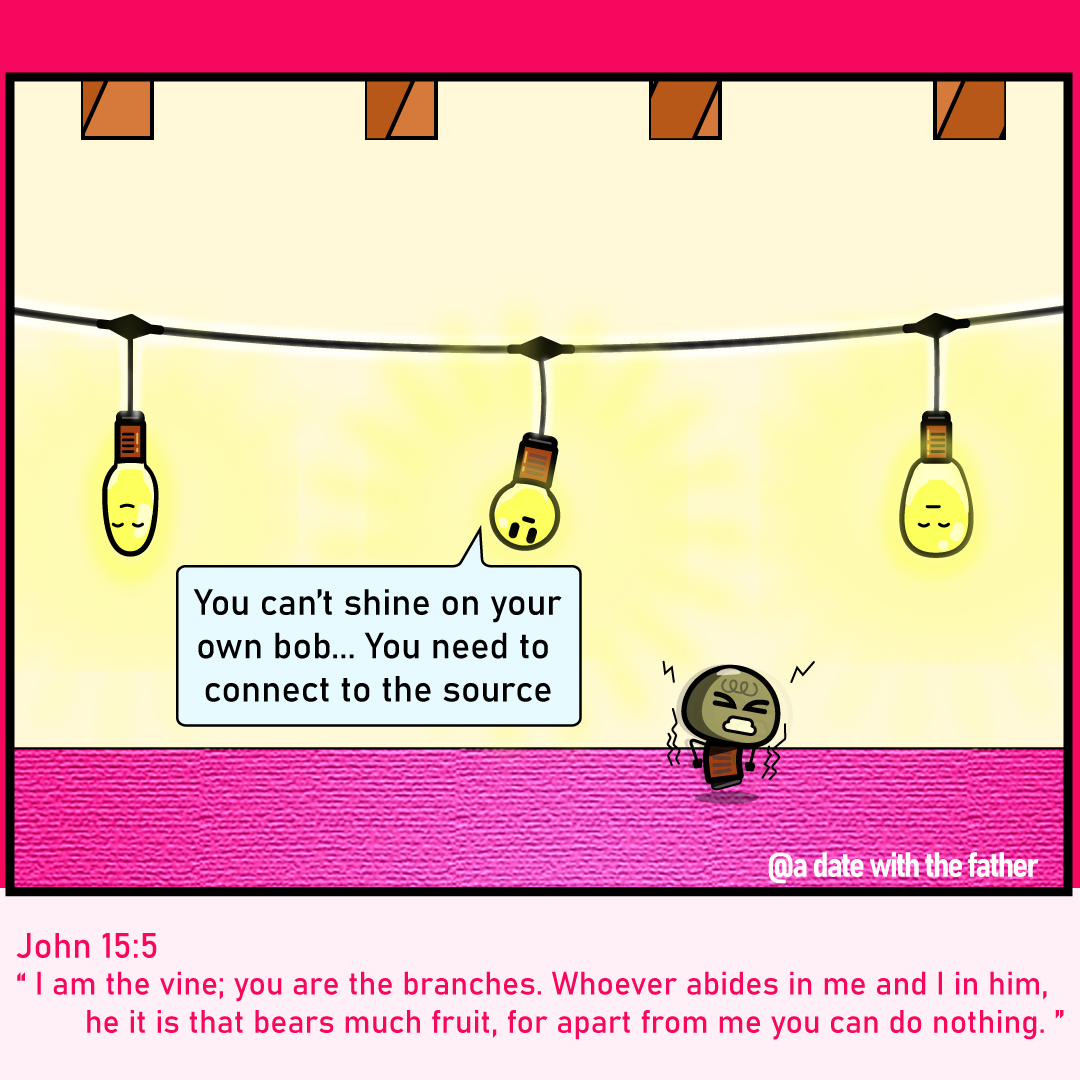 You can't shine on your
own bob... You need to
connect to the source
@a date with the father
John 15:5
“ I am the vine; you are the branches. Whoever abides in me and I in him,
he it is that bears much fruit, for apart from me you can do nothing. ”